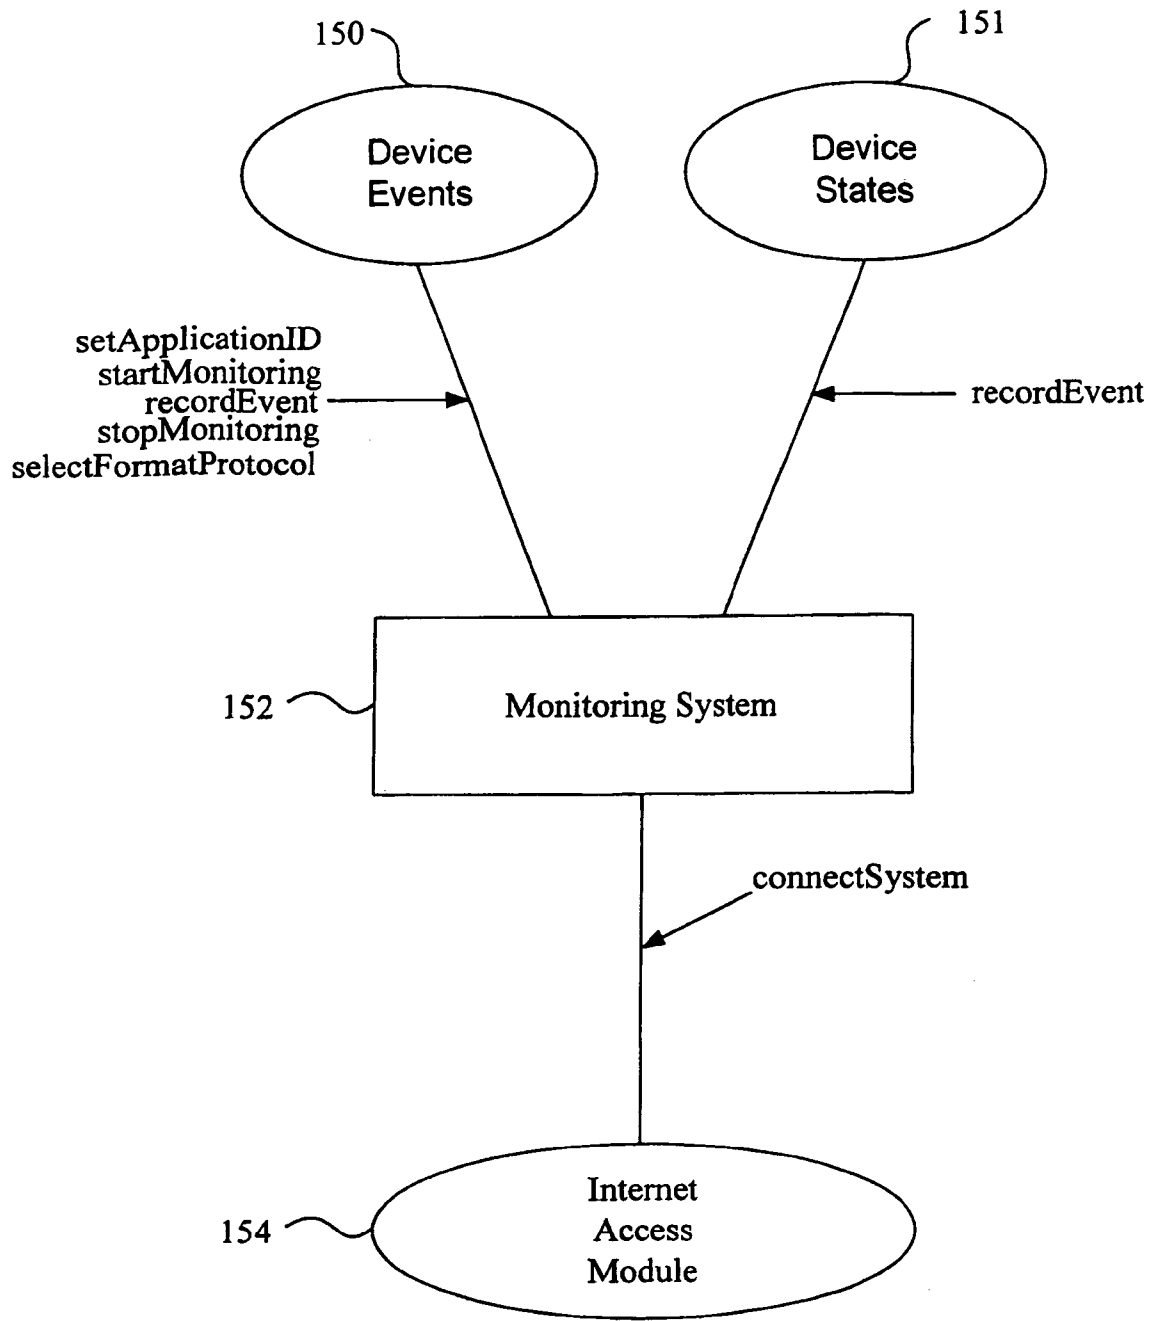 150
151
Device
Events
Device
States
setApplicationID
startMonitoring
recordEvent
stopMonitoring
selectFormatProtocol
recordEvent
152
Monitoring System
connectSystem
154
Internet
Access
Module